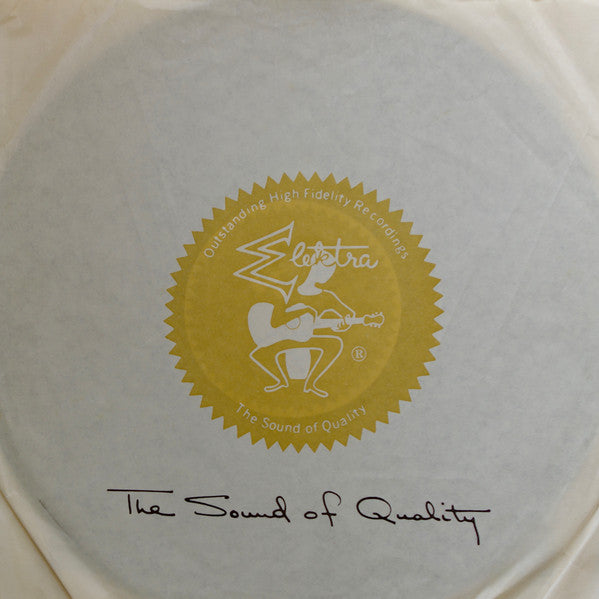 Outstanding High Fidelity Recordings
Elektra
®
The Sound of Quality
The Sound of Quality